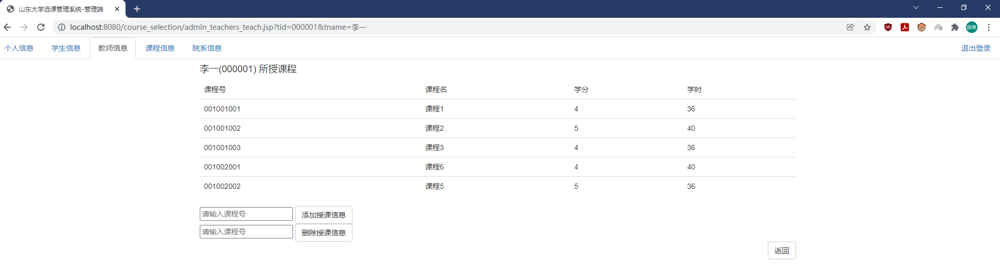 山东大学选课管理系统-管理端
localhost:8080/course_selection/admin_teachers_teach.jsp?tid=000001&tname=李一
国泰
个人信息 学生信息 教师信息 课程信息 院系信息 退出登录
李一(000001) 所授课程
课程号 课程名 学分 学时
001001001 课程1 4 36
001001002 课程2 5 40
001001003 课程3 4 36
001002001 课程6 4 40
001002002 课程5 5 36
请输入课程号 添加授课信息
请输入课程号 删除授课信息
返回